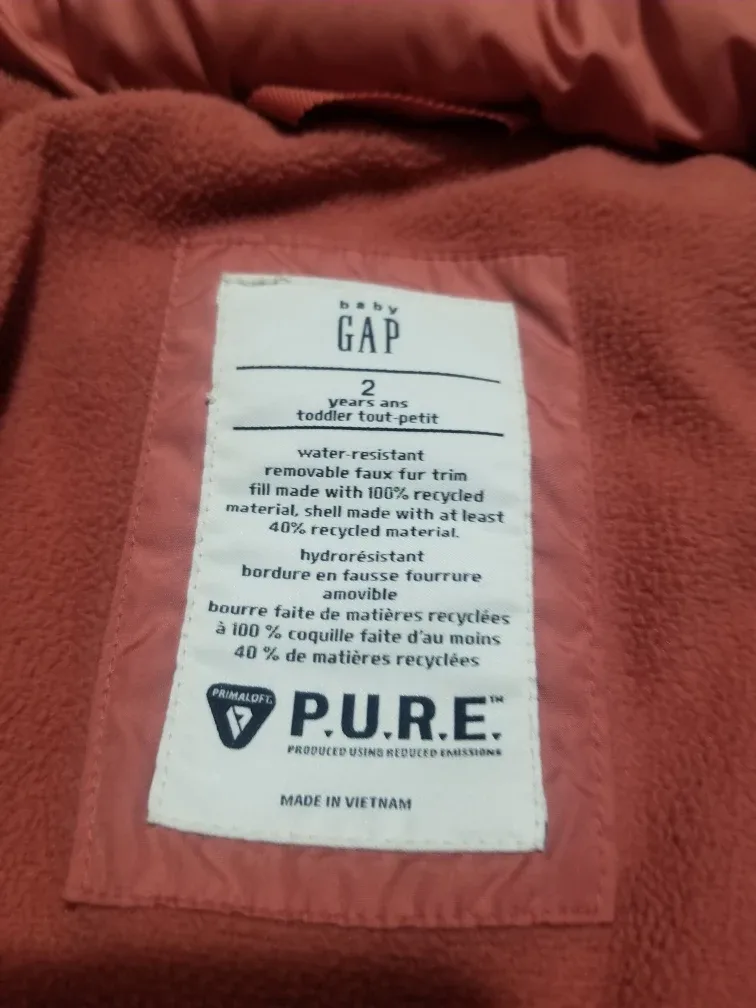 baby
GAP
2
years ans
toddler tout-petit
water-resistant
removable faux fur trim
fill made with 100% recycled
material, shell made with at least
40% recycled material.
hydrorésistant
bordure en fausse fourrure
amovible
bourre faite de matières recyclées
à 100 % coquille faite d'au moins
40 % de matières recyclées
PRIMALOFT
P.U.R.E.™
PRODUCED USING REDUCED EMISSIONS
MADE IN VIETNAM